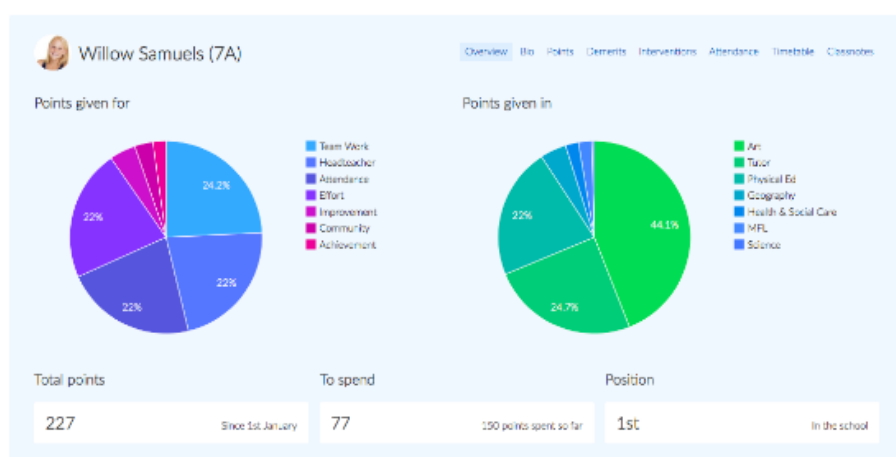 Willow Samuels (7A)
Overview Bio Points Demerits Interventions Attendance Timetable Classnotes
Points given for
Points given in
24.2%
22%
22%
22%
Team Work
Headteacher
Attendance
Effort
Improvement
Community
Achievement
44.1%
24.7%
22%
Art
Tutor
Physical Ed
Geography
Health & Social Care
MFL
Science
Total points
227 Since 1st January
To spend
77 150 points spent so far
Position
1st In the school